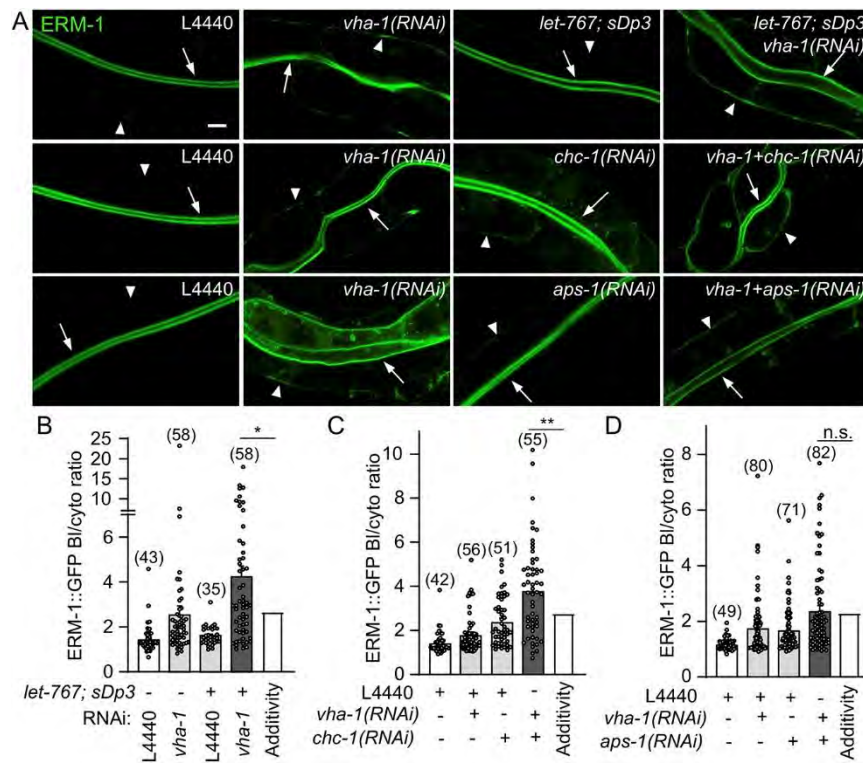 A
ERM-1
L4440
vha-1(RNAi)
let-767; sDp3
let-767; sDp3
vha-1(RNAi)
L4440
vha-1(RNAi)
chc-1(RNAi)
vha-1+chc-1(RNAi)
L4440
vha-1(RNAi)
aps-1(RNAi)
vha-1+aps-1(RNAi)
B
ERM-1::GFP Bl/cyto ratio
25
20
15
10
6
4
2
0
(43)
(58)
(35)
(58)
*
let-767; sDp3 - - + +
RNAi: L4440 vha-1 L4440 vha-1 Additivity
C
ERM-1::GFP Bl/cyto ratio
10
8
6
4
2
0
(42)
(56)
(51)
(55)
**
L4440 + + + -
vha-1(RNAi) - + - +
chc-1(RNAi) - - + +
Additivity
D
ERM-1::GFP Bl/cyto ratio
8
6
4
2
0
(49)
(80)
(71)
(82)
n.s.
L4440 + + + -
vha-1(RNAi) - + - +
aps-1(RNAi) - - + +
Additivity